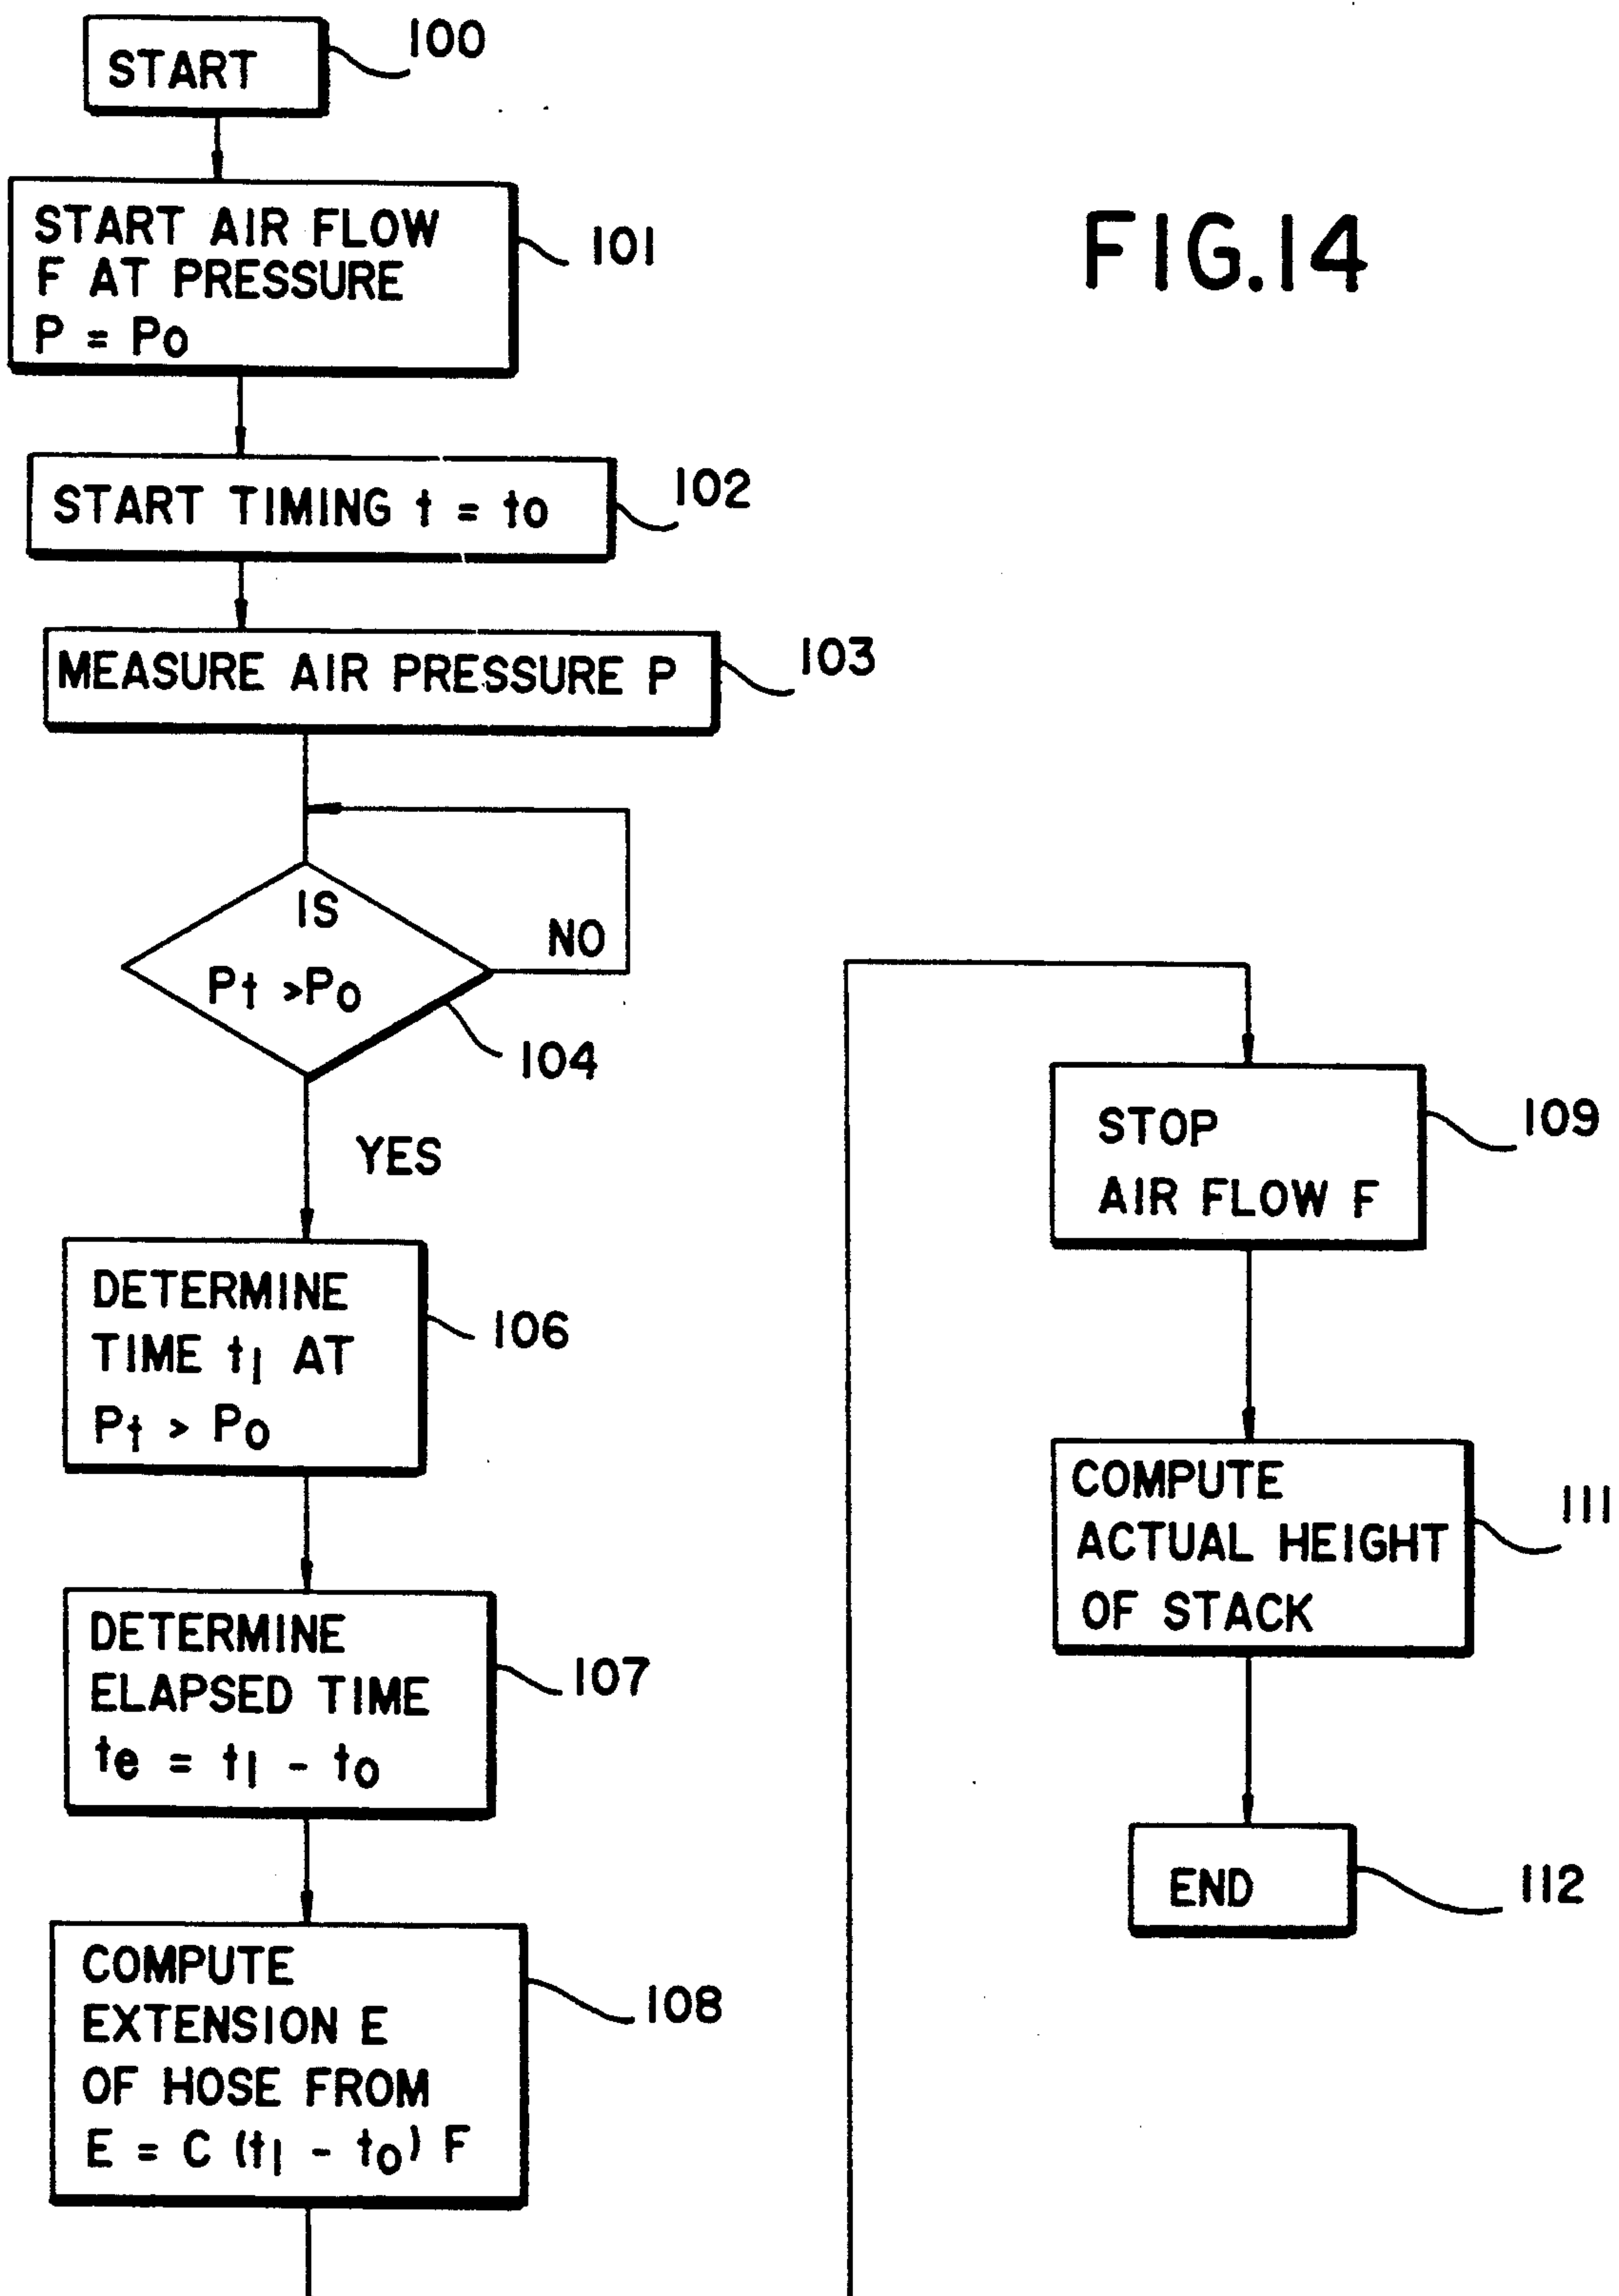 START
100
START AIR FLOW
F AT PRESSURE
P = Po
101
FIG.14
START TIMING t = to
102
MEASURE AIR PRESSURE P
103
IS
Pt >Po
NO
104
YES
DETERMINE
TIME t1 AT
Pt > Po
106
DETERMINE
ELAPSED TIME
te = t1 - to
107
COMPUTE
EXTENSION E
OF HOSE FROM
E = C (t1 - to) F
108
STOP
AIR FLOW F
109
COMPUTE
ACTUAL HEIGHT
OF STACK
111
END
112